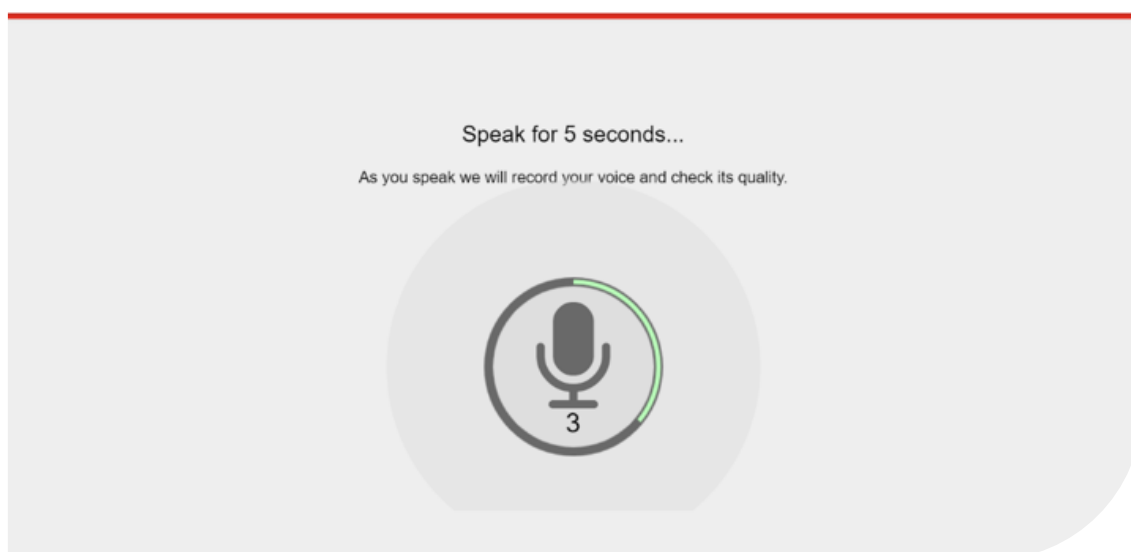 Speak for 5 seconds...
As you speak we will record your voice and check its quality.
3